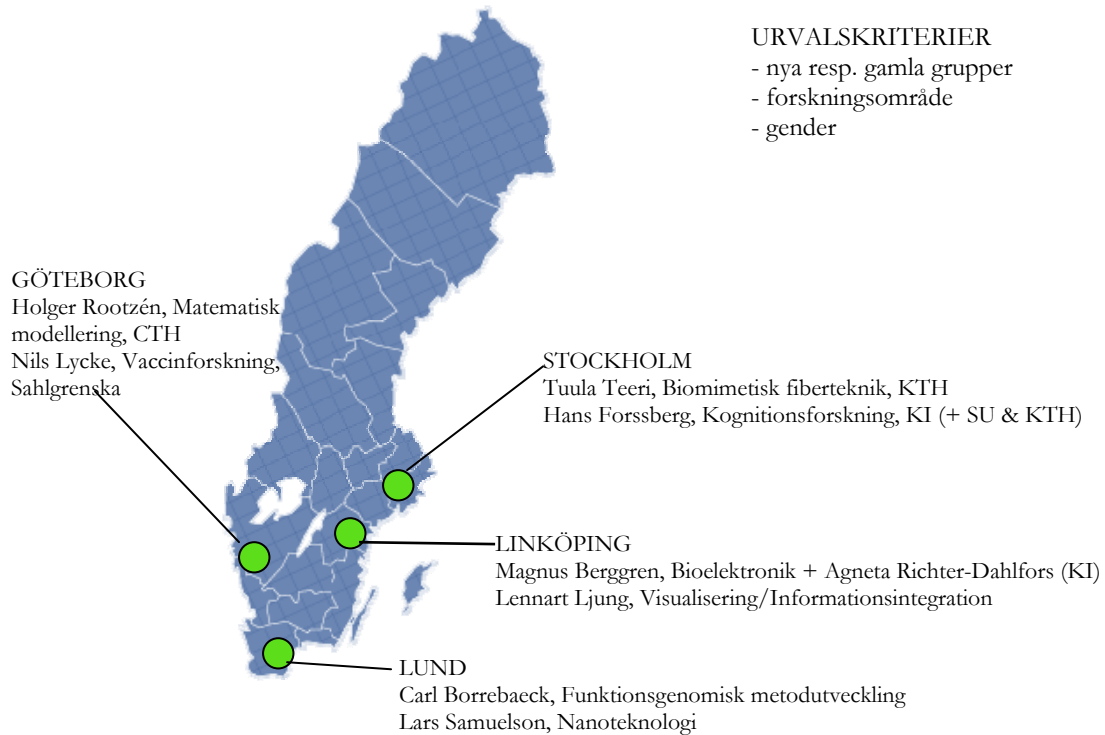 URVALSKRITERIER
- nya resp. gamla grupper
- forskningsområde
- gender
GÖTEBORG
Holger Rootzén, Matematisk
modellering, CTH
Nils Lycke, Vaccinforskning,
Sahlgrenska
STOCKHOLM
Tuula Teeri, Biomimetisk fiberteknik, KTH
Hans Forssberg, Kognitionsforskning, KI (+ SU & KTH)
LINKÖPING
Magnus Berggren, Bioelektronik + Agneta Richter-Dahlfors (KI)
Lennart Ljung, Visualisering/Informationsintegration
LUND
Carl Borrebaeck, Funktionsgenomisk metodutveckling
Lars Samuelson, Nanoteknologi